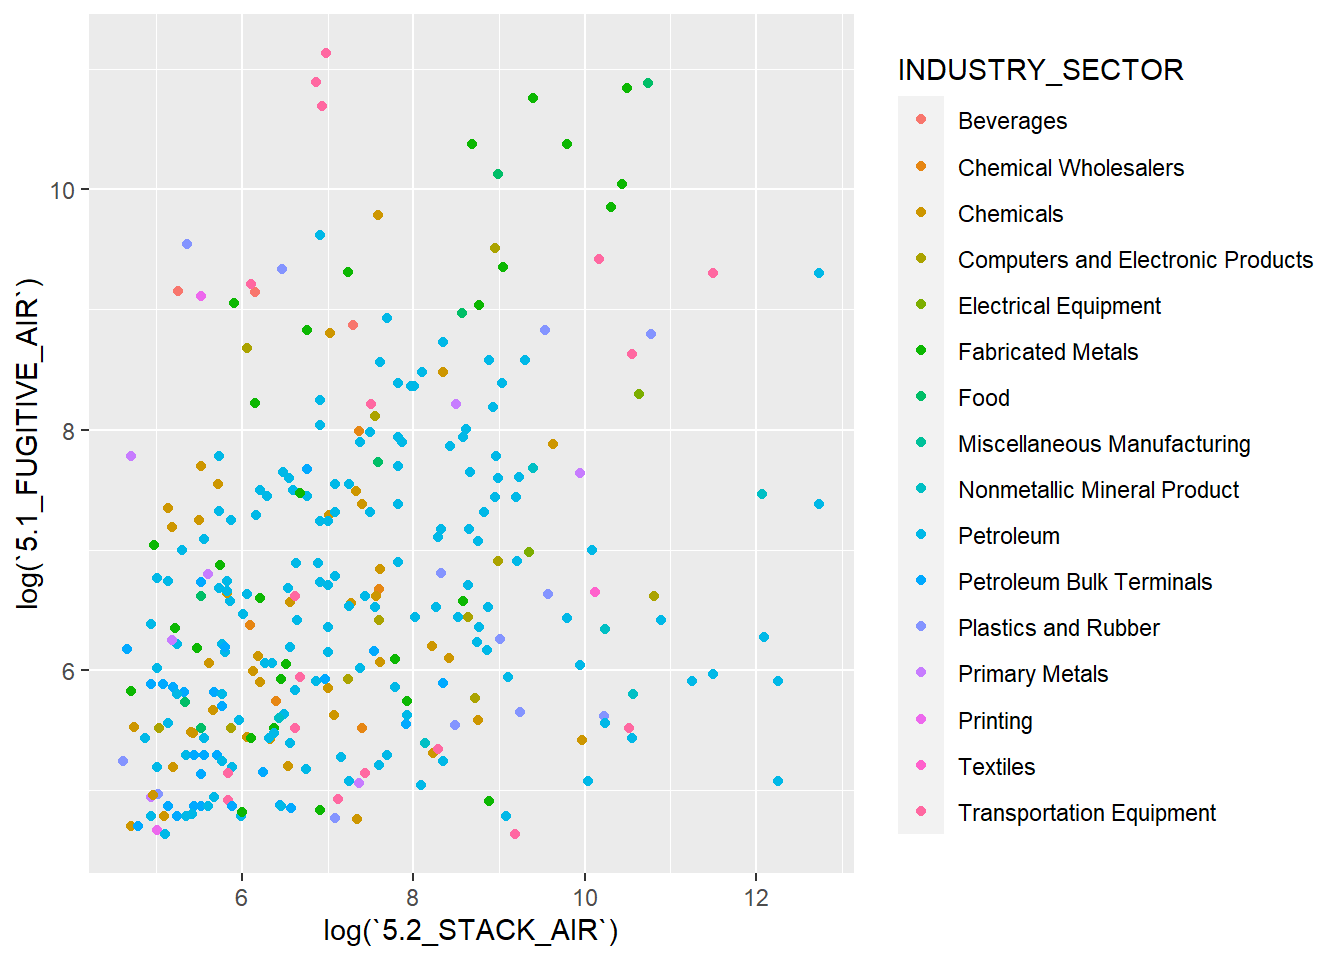 INDUSTRY_SECTOR
Beverages
Chemical Wholesalers
Chemicals
Computers and Electronic Products
Electrical Equipment
Fabricated Metals
Food
Miscellaneous Manufacturing
Nonmetallic Mineral Product
Petroleum
Petroleum Bulk Terminals
Plastics and Rubber
Primary Metals
Printing
Textiles
Transportation Equipment
log(`5.1_FUGITIVE_AIR`)
10
8
6
6 8 10 12
log(`5.2_STACK_AIR`)